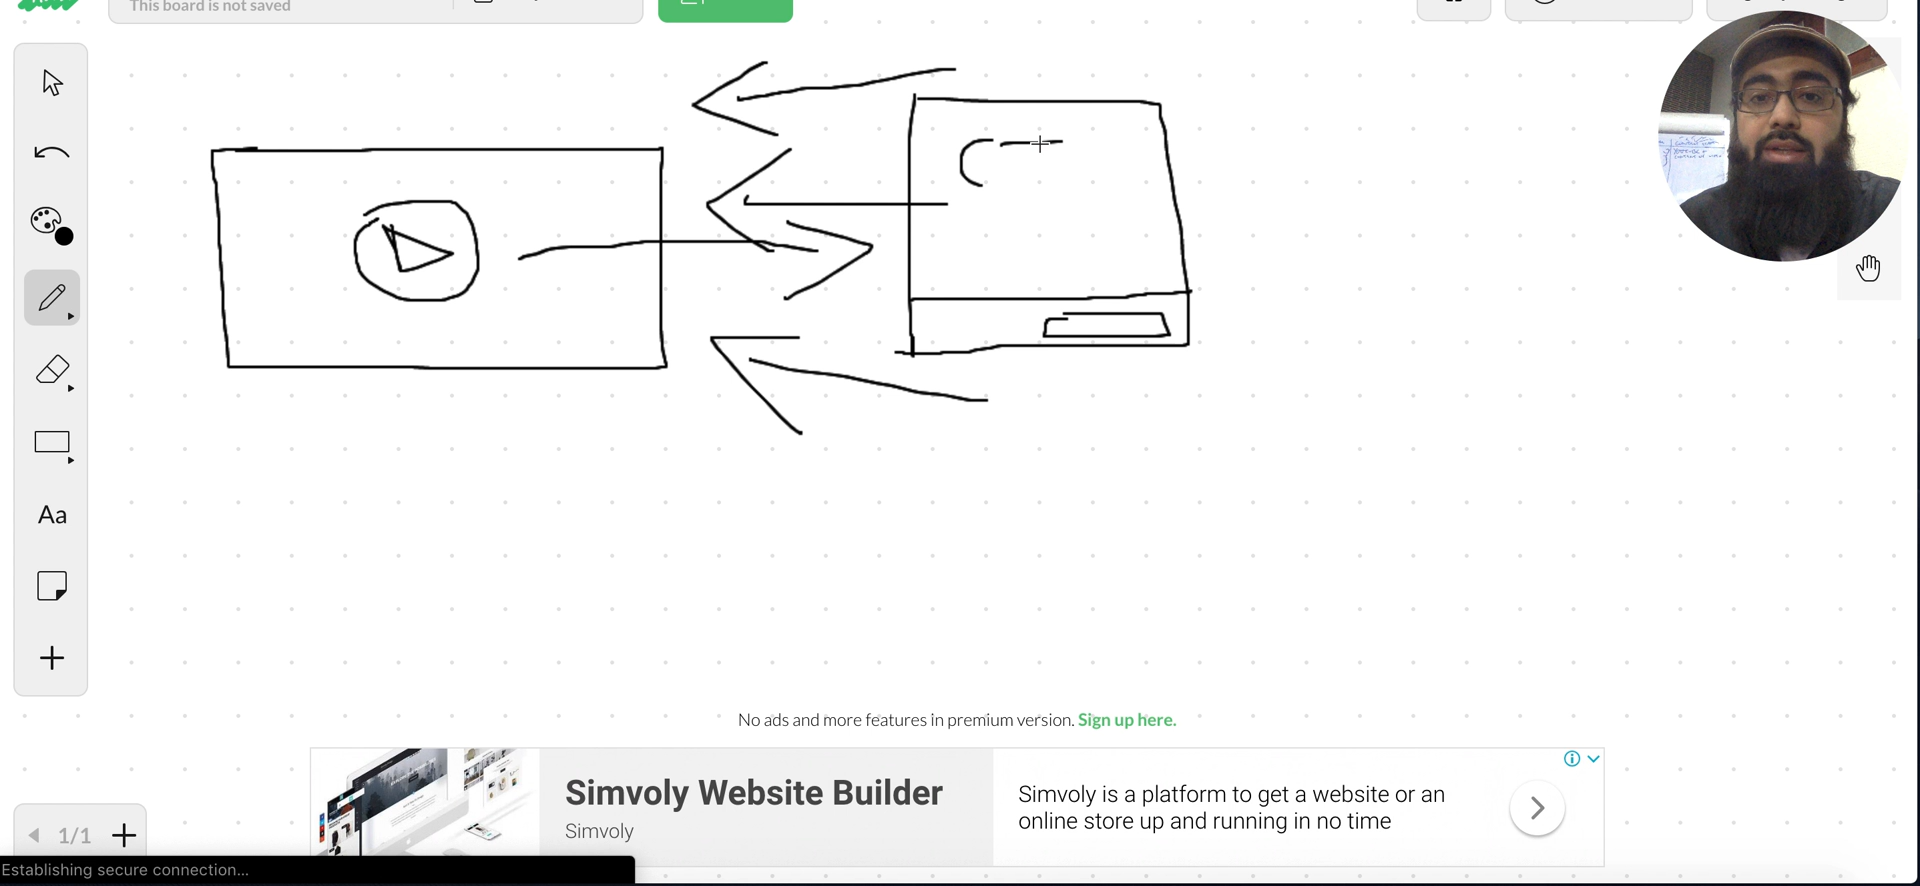 This board is not saved
Aa
No ads and more features in premium version. Sign up here.
Simvoly Website Builder
Simvoly
Simvoly is a platform to get a website or an
online store up and running in no time
1/1
Establishing secure connection...